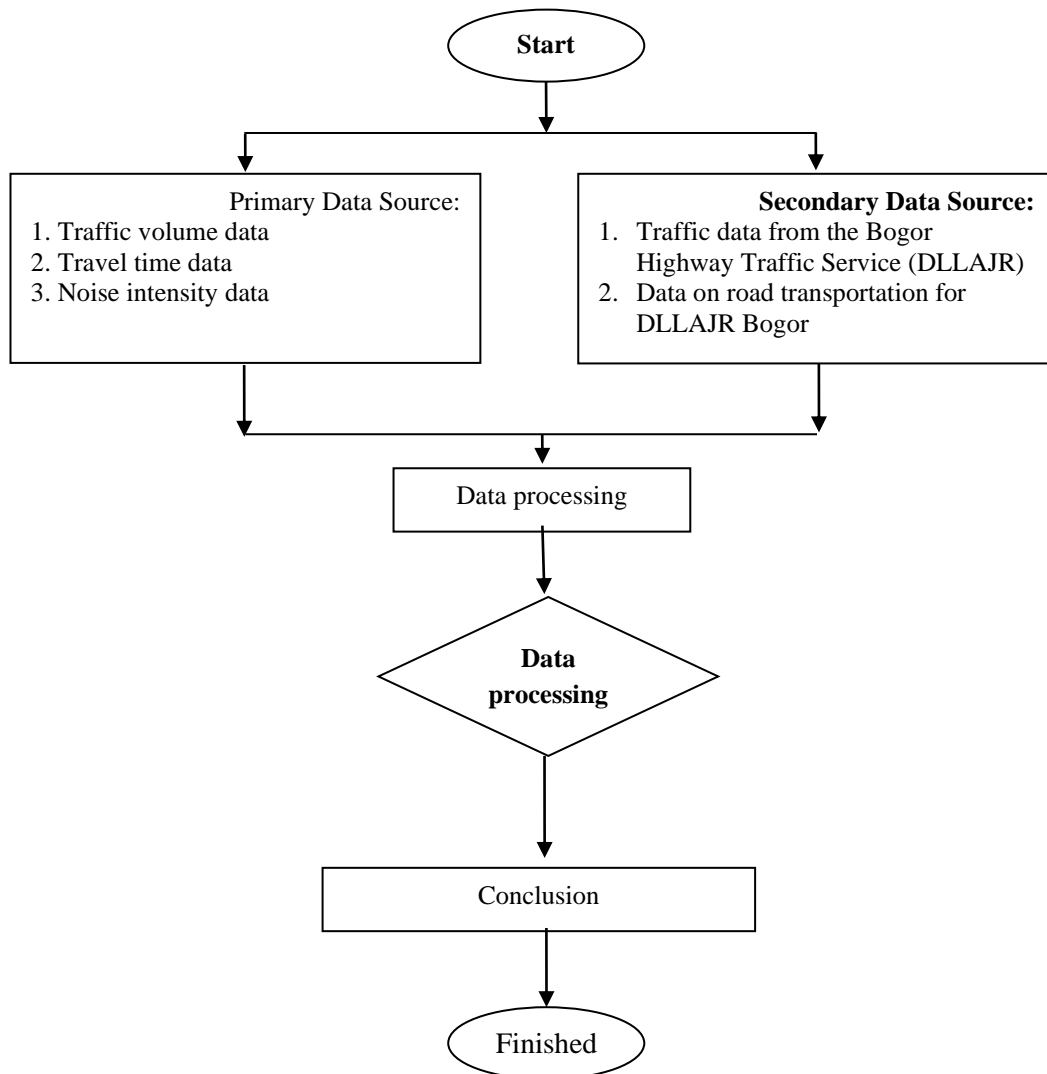 Start
Primary Data Source:
1. Traffic volume data
2. Travel time data
3. Noise intensity data
Secondary Data Source:
1. Traffic data from the Bogor
Highway Traffic Service (DLLAJR)
2. Data on road transportation for
DLLAJR Bogor
Data processing
Data
processing
Conclusion
Finished